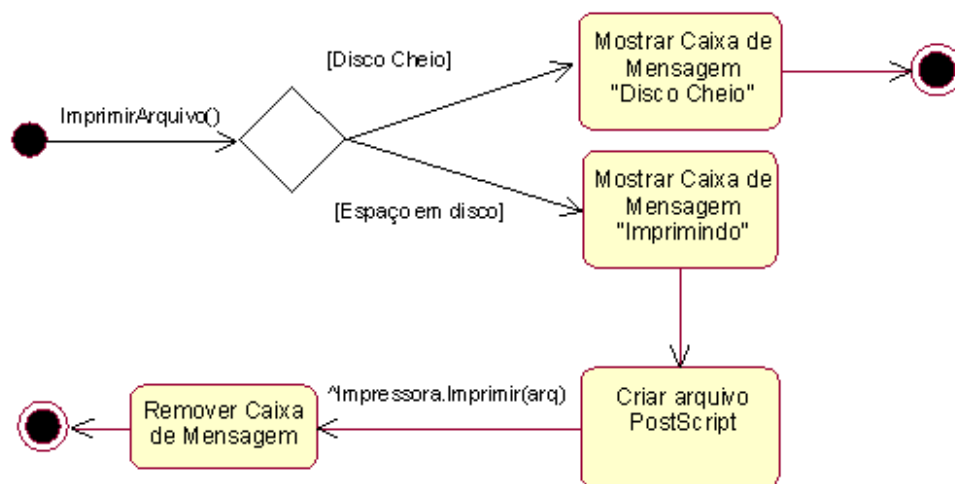 [Disco Cheio]
Mostrar Caixa de
Mensagem
"Disco Cheio"
ImprimirArquivo()
[Espaço em disco]
Mostrar Caixa de
Mensagem
"Imprimindo"
^Impressora.Imprimir(arq)
Remover Caixa
de Mensagem
Criar arquivo
PostScript